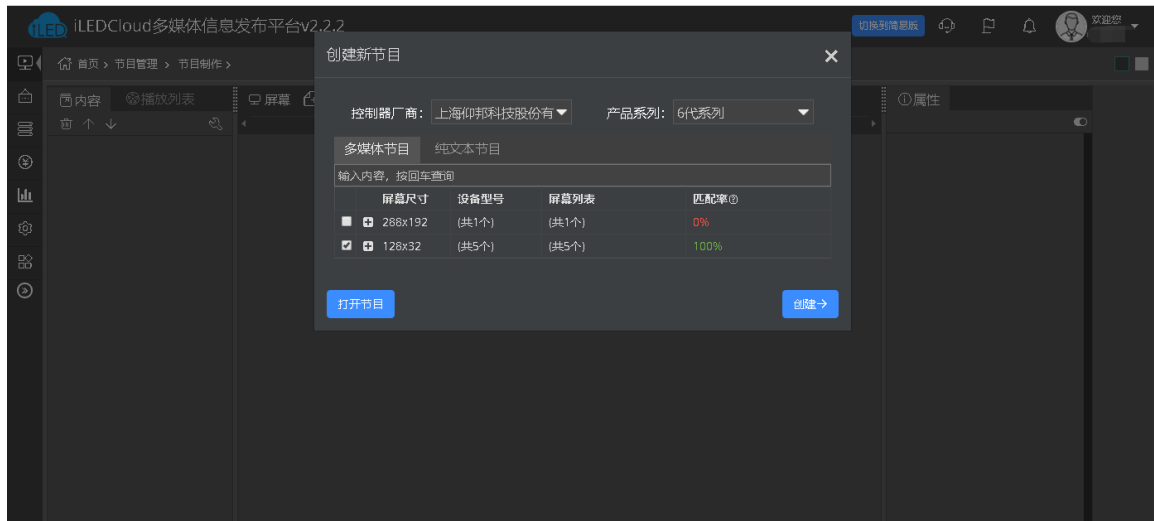 iLED iLEDCloud多媒体信息发布平台v2.2.2 切换到简易版 欢迎您
首页 > 节目管理 > 节目制作 >
创建新节目
内容 播放列表 屏幕 属性
控制器厂商： 上海仰邦科技股份有 产品系列： 6代系列
多媒体节目 纯文本节目
输入内容，按回车查询
屏幕尺寸 设备型号 屏幕列表 匹配率
288x192 (共1个) (共1个) 0%
128x32 (共5个) (共5个) 100%
打开节目 创建